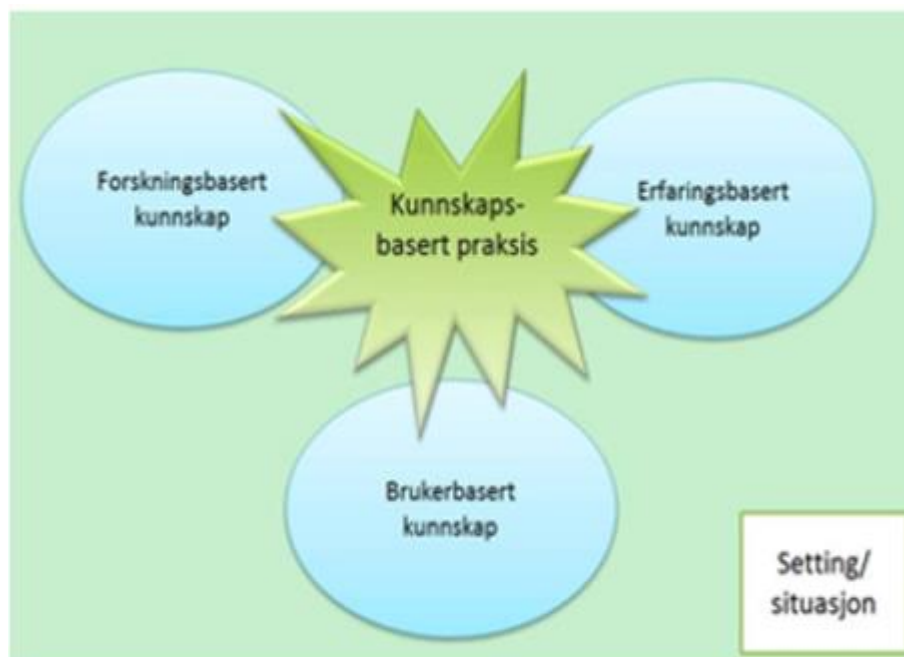 Forskningsbasert
kunnskap
Kunnskaps-
basert praksis
Erfaringsbasert
kunnskap
Brukerbasert
kunnskap
Setting/
situasjon